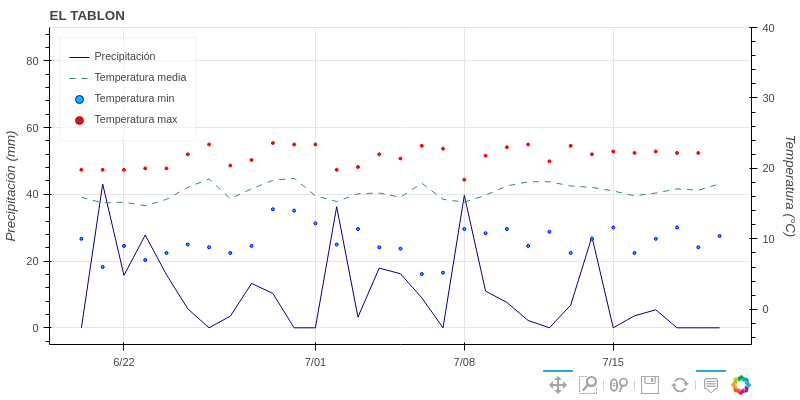 EL TABLON
Precipitación
Temperatura media
Temperatura min
Temperatura max
Precipitación (mm)
80
60
40
20
0
40
30
20
10
0
Temperatura (°C)
6/22
7/01
7/08
7/15